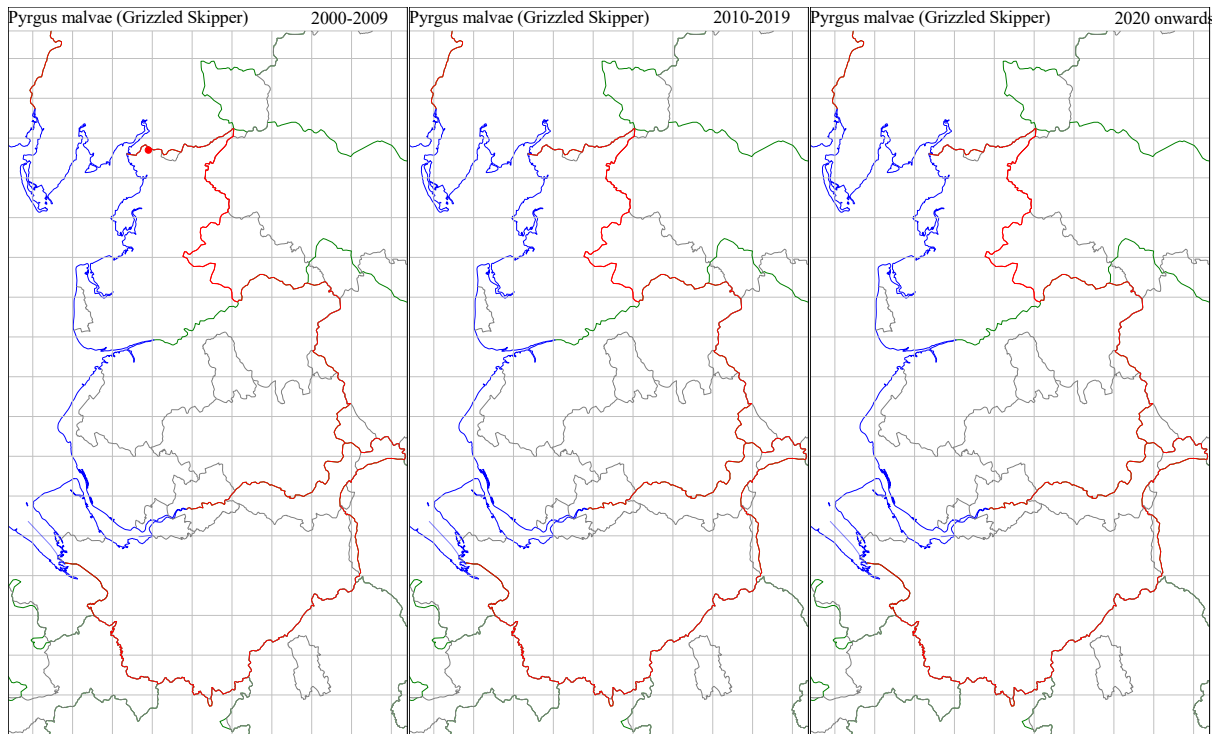 Pyrgus malvae (Grizzled Skipper) 2000-2009
Pyrgus malvae (Grizzled Skipper) 2010-2019
Pyrgus malvae (Grizzled Skipper) 2020 onwards